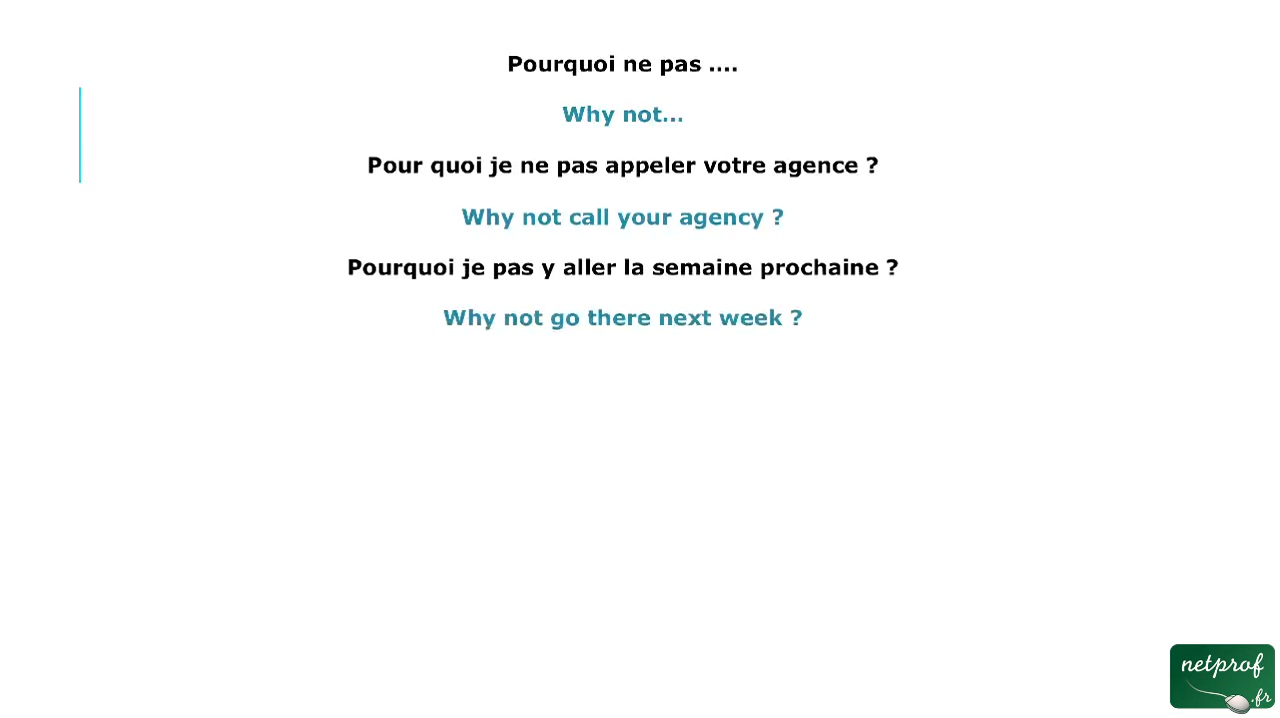 Pourquoi ne pas ....
Why not...
Pour quoi je ne pas appeler votre agence ?
Why not call your agency ?
Pourquoi je pas y aller la semaine prochaine ?
Why not go there next week ?
netprof
.fr